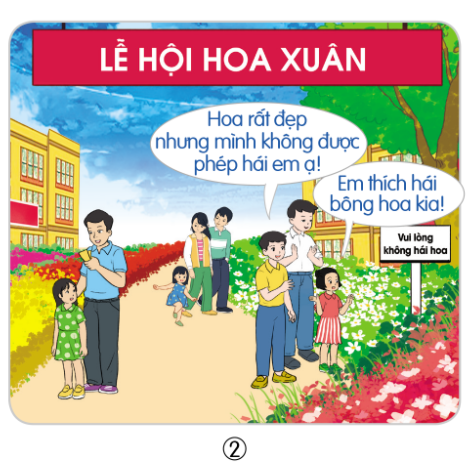 LỄ HỘI HOA XUÂN
Hoa rất đẹp
nhưng mình không được
phép hái em ạ!
Em thích hái
bông hoa kia!
Vui lòng
không hái hoa
②